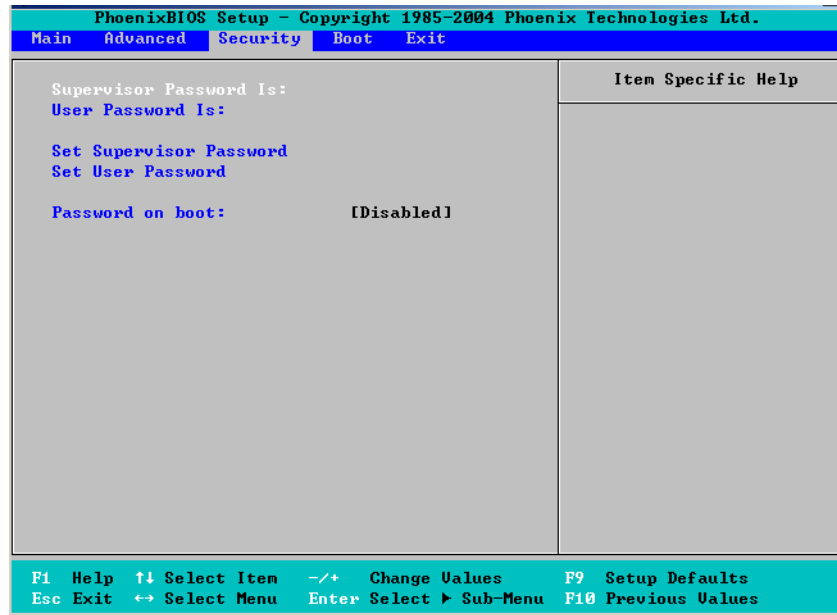 PhoenixBIOS Setup – Copyright 1985-2004 Phoenix Technologies Ltd.
Main Advanced Security Boot Exit
Supervisor Password Is:
User Password Is:
Set Supervisor Password
Set User Password
Password on boot: [Disabled]
Item Specific Help
F1 Help ↑↓ Select Item -/+ Change Values F9 Setup Defaults
Esc Exit ↔ Select Menu Enter Select ▶ Sub-Menu F10 Previous Values